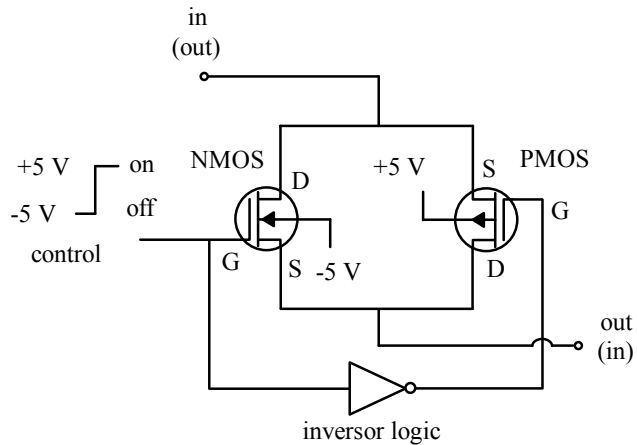 in
(out)
NMOS
+5 V
PMOS
+5 V
on
D
S
-5 V
off
G
control
G
S
-5 V
D
out
(in)
inversor logic